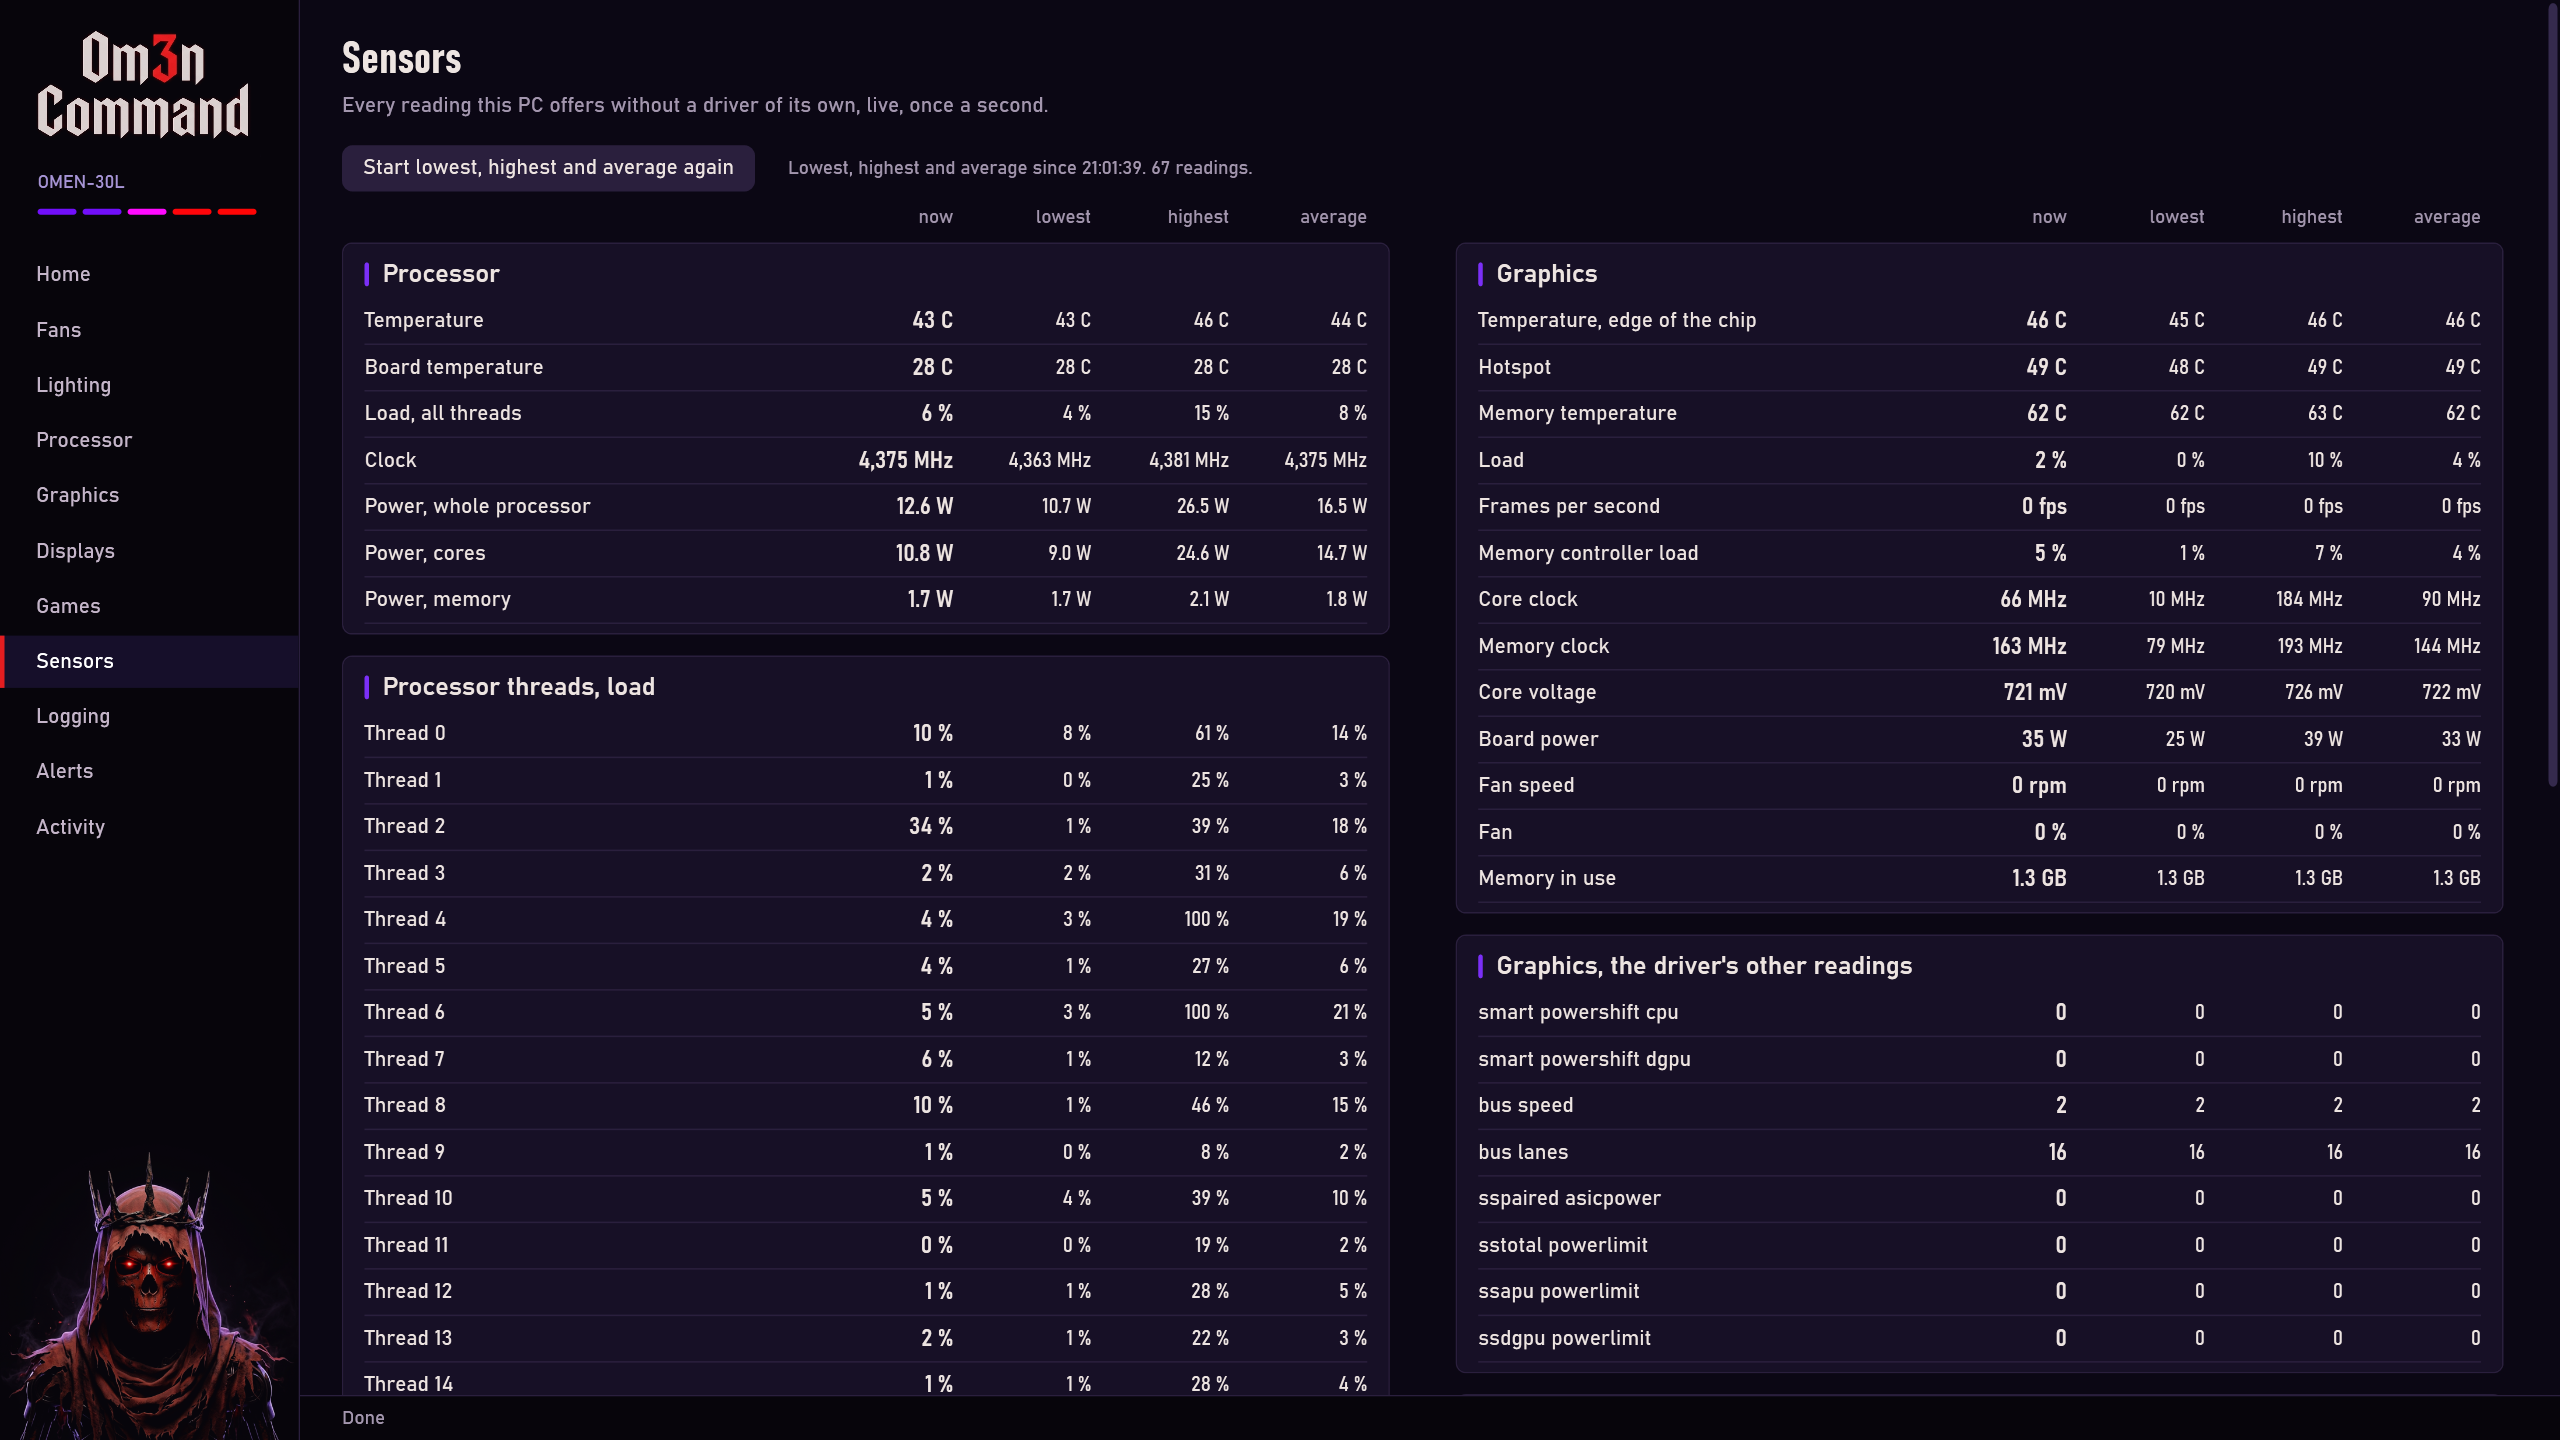 Om3n
Command
OMEN-30L
Home
Fans
Lighting
Processor
Graphics
Displays
Games
Sensors
Logging
Alerts
Activity
Sensors
Every reading this PC offers without a driver of its own, live, once a second.
Start lowest, highest and average again
Lowest, highest and average since 21:01:39. 67 readings.
now lowest highest average
Processor
Temperature 43 C 43 C 46 C 44 C
Board temperature 28 C 28 C 28 C 28 C
Load, all threads 6 % 4 % 15 % 8 %
Clock 4,375 MHz 4,363 MHz 4,381 MHz 4,375 MHz
Power, whole processor 12.6 W 10.7 W 26.5 W 16.5 W
Power, cores 10.8 W 9.0 W 24.6 W 14.7 W
Power, memory 1.7 W 1.7 W 2.1 W 1.8 W
Processor threads, load
Thread 0 10 % 8 % 61 % 14 %
Thread 1 1 % 0 % 25 % 3 %
Thread 2 34 % 1 % 39 % 18 %
Thread 3 2 % 2 % 31 % 6 %
Thread 4 4 % 3 % 100 % 19 %
Thread 5 4 % 1 % 27 % 6 %
Thread 6 5 % 3 % 100 % 21 %
Thread 7 6 % 1 % 12 % 3 %
Thread 8 10 % 1 % 46 % 15 %
Thread 9 1 % 0 % 8 % 2 %
Thread 10 5 % 4 % 39 % 10 %
Thread 11 0 % 0 % 19 % 2 %
Thread 12 1 % 1 % 28 % 5 %
Thread 13 2 % 1 % 22 % 3 %
Thread 14 1 % 1 % 28 % 4 %
now lowest highest average
Graphics
Temperature, edge of the chip 46 C 45 C 46 C 46 C
Hotspot 49 C 48 C 49 C 49 C
Memory temperature 62 C 62 C 63 C 62 C
Load 2 % 0 % 10 % 4 %
Frames per second 0 fps 0 fps 0 fps 0 fps
Memory controller load 5 % 1 % 7 % 4 %
Core clock 66 MHz 10 MHz 184 MHz 90 MHz
Memory clock 163 MHz 79 MHz 193 MHz 144 MHz
Core voltage 721 mV 720 mV 726 mV 722 mV
Board power 35 W 25 W 39 W 33 W
Fan speed 0 rpm 0 rpm 0 rpm 0 rpm
Fan 0 % 0 % 0 % 0 %
Memory in use 1.3 GB 1.3 GB 1.3 GB 1.3 GB
Graphics, the driver's other readings
smart powershift cpu 0 0 0 0
smart powershift dgpu 0 0 0 0
bus speed 2 2 2 2
bus lanes 16 16 16 16
sspaired asicpower 0 0 0 0
sstotal powerlimit 0 0 0 0
ssapu powerlimit 0 0 0 0
ssdgpu powerlimit 0 0 0 0
Done